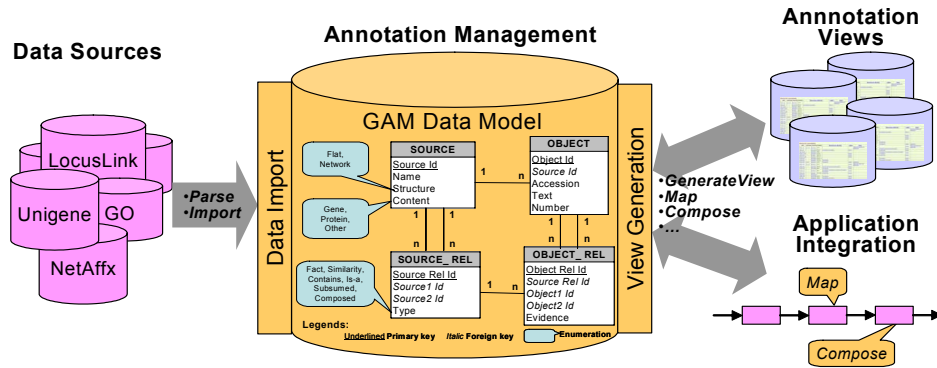 Data Sources
LocusLink
Unigene
GO
NetAffx
•Parse
•Import
Annotation Management
Data Import
GAM Data Model
Flat,
Network
Gene,
Protein,
Other
Fact, Similarity,
Contains, Is-a,
Subsumed,
Composed
SOURCE
Source Id
Name
Structure
Content
1
n
OBJECT
Object Id
Source Id
Accession
Text
Number
1
1
n
n
1
1
n
n
SOURCE_REL
Source Rel Id
Source1 Id
Source2 Id
Type
1
n
OBJECT_REL
Object Rel Id
Source Rel Id
Object1 Id
Object2 Id
Evidence
Legends:
Underlined Primary key
Italic Foreign key
Enumeration
View Generation
•GenerateView
•Map
•Compose
•...
Annnotation
Views
Application
Integration
Map
Compose